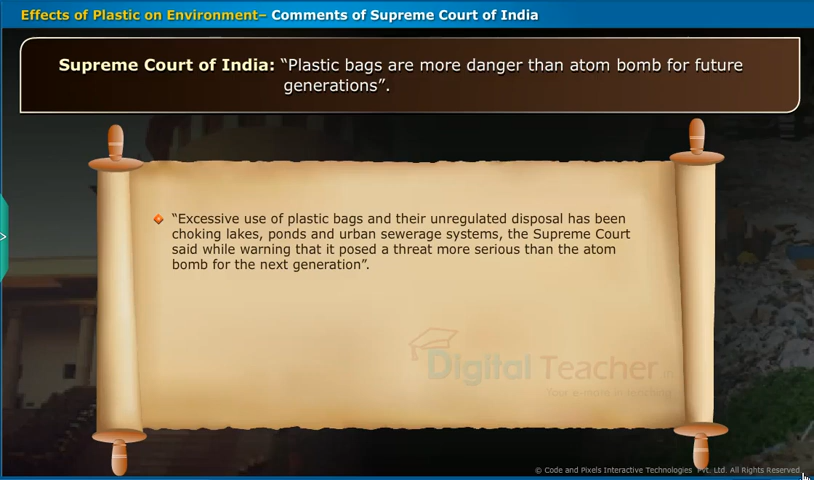 Effects of Plastic on Environment– Comments of Supreme Court of India
Supreme Court of India: “Plastic bags are more danger than atom bomb for future
generations”.
“Excessive use of plastic bags and their unregulated disposal has been
choking lakes, ponds and urban sewerage systems, the Supreme Court
said while warning that it posed a threat more serious than the atom
bomb for the next generation”.
Digital Teacher.in
© Code and Pixels Interactive Technologies Pvt. Ltd. All Rights Reserved